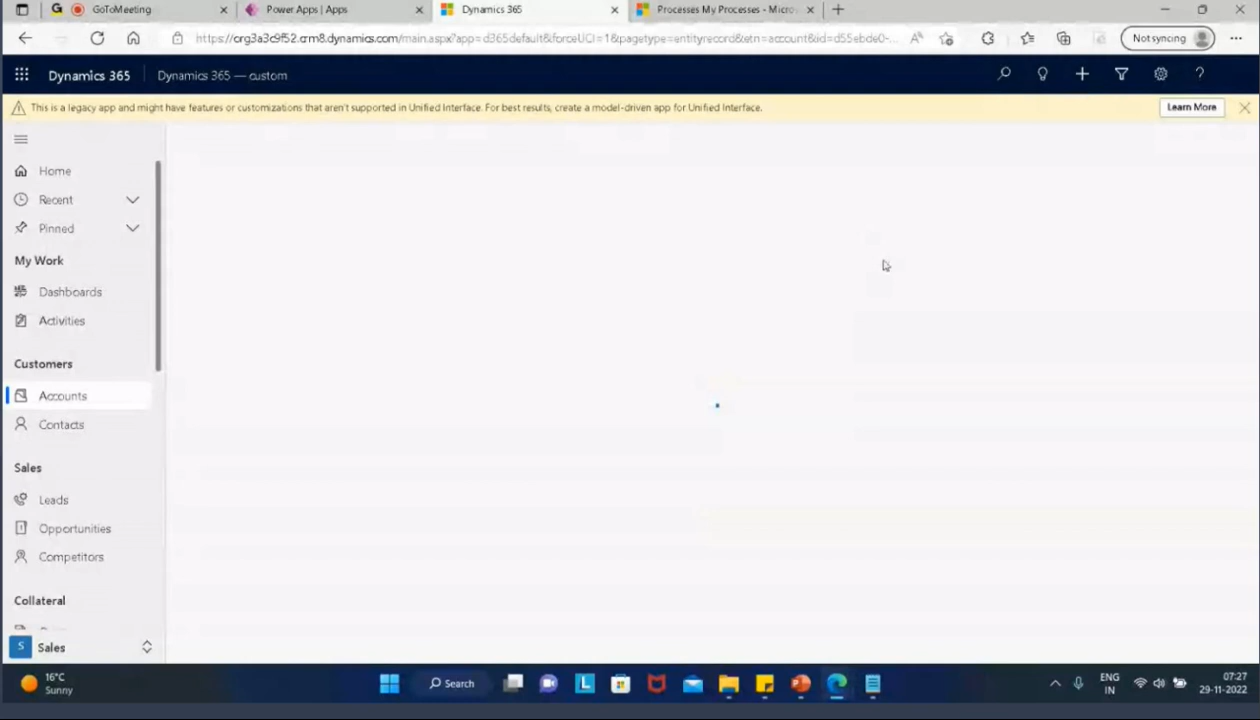 GoToMeeting
Power Apps | Apps
Dynamics 365
Processes My Processes - Micro
https://org3a3c9f52.crm8.dynamics.com/main.aspx?app=d365default&forceUCI=1&pagetype=entityrecord&etn=account&id=d55ebde0-...
Not syncing
Dynamics 365
Dynamics 365 — custom
This is a legacy app and might have features or customizations that aren't supported in Unified Interface. For best results, create a model-driven app for Unified Interface.
Learn More
Home
Recent
Pinned
My Work
Dashboards
Activities
Customers
Accounts
Contacts
Sales
Leads
Opportunities
Competitors
Collateral
S Sales
16°C
Sunny
Search
ENG
IN
07:27
29-11-2022